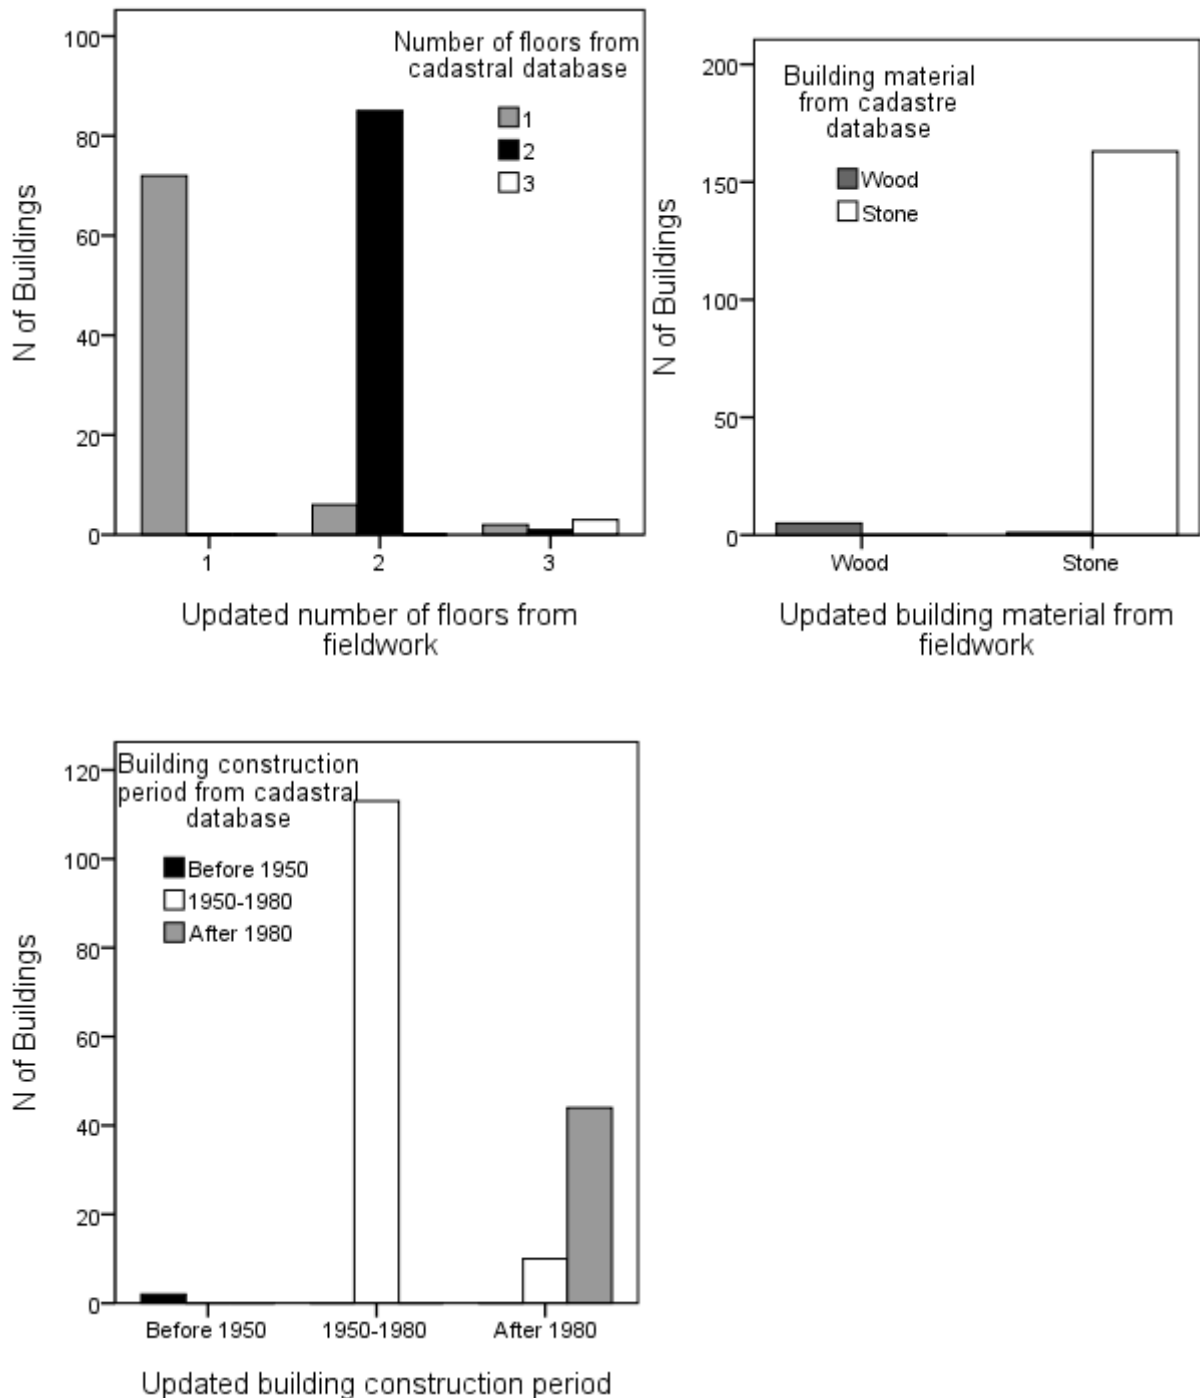 Number of floors from
cadastral database
1
2
3
100
80
60
40
20
0
N of Buildings
1
2
3
Updated number of floors from
fieldwork
Building material
from cadastre
database
Wood
Stone
200
150
100
50
0
N of Buildings
Wood
Stone
Updated building material from
fieldwork
Building construction
period from cadastral
database
Before 1950
1950-1980
After 1980
120
100
80
60
40
20
0
N of Buildings
Before 1950
1950-1980
After 1980
Updated building construction period